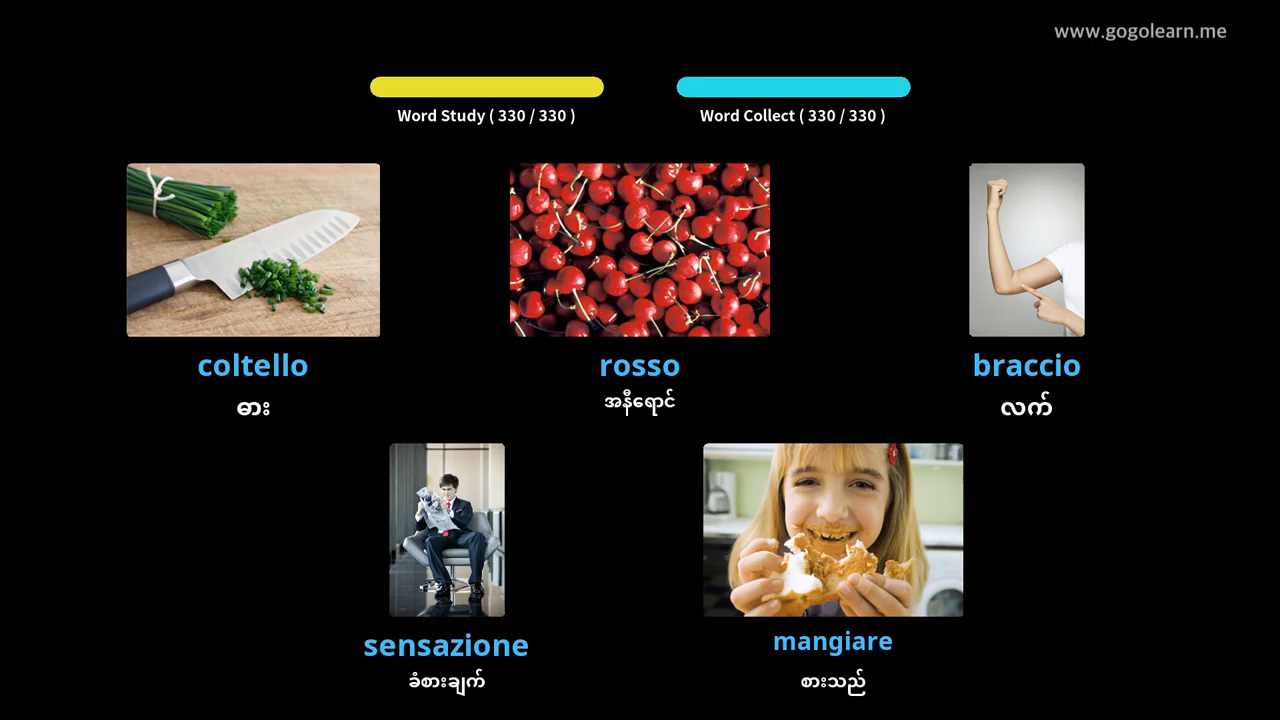 www.gogolearn.me
Word Study ( 330 / 330 )
Word Collect ( 330 / 330 )
coltello
ဓား
rosso
အနီရောင်
braccio
လက်
sensazione
ခံစားချက်
mangiare
စားသည်